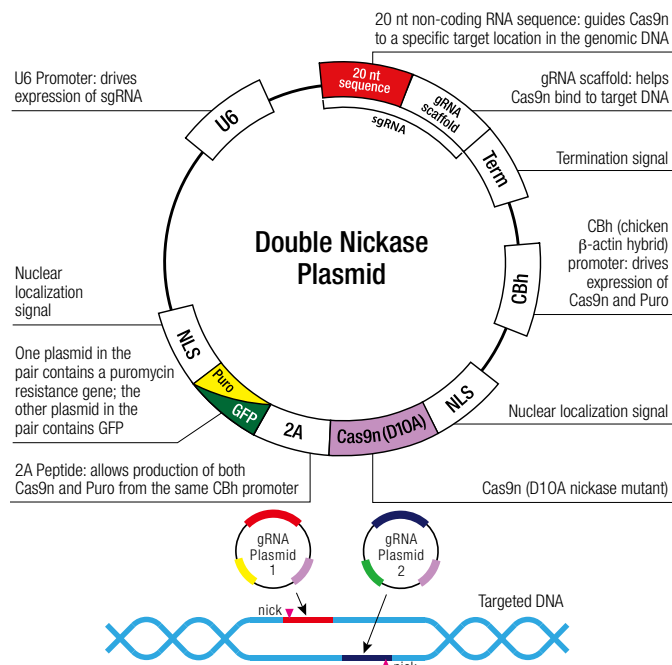 20 nt non-coding RNA sequence: guides Cas9n
to a specific target location in the genomic DNA
U6 Promoter: drives
expression of sgRNA
gRNA scaffold: helps
Cas9n bind to target DNA
20 nt
sequence
gRNA
scaffold
sgRNA
U6
Term
Termination signal
Double Nickase
Plasmid
CBh (chicken
β-actin hybrid)
promoter: drives
expression of
Cas9n and Puro
CBh
Nuclear
localization
signal
NLS
One plasmid in the
pair contains a puromycin
resistance gene; the
other plasmid in the
pair contains GFP
Puro
GFP
2A
Cas9n (D10A)
NLS
Nuclear localization signal
2A Peptide: allows production of both
Cas9n and Puro from the same CBh promoter
Cas9n (D10A nickase mutant)
gRNA
Plasmid
1
gRNA
Plasmid
2
nick
Targeted DNA
nick